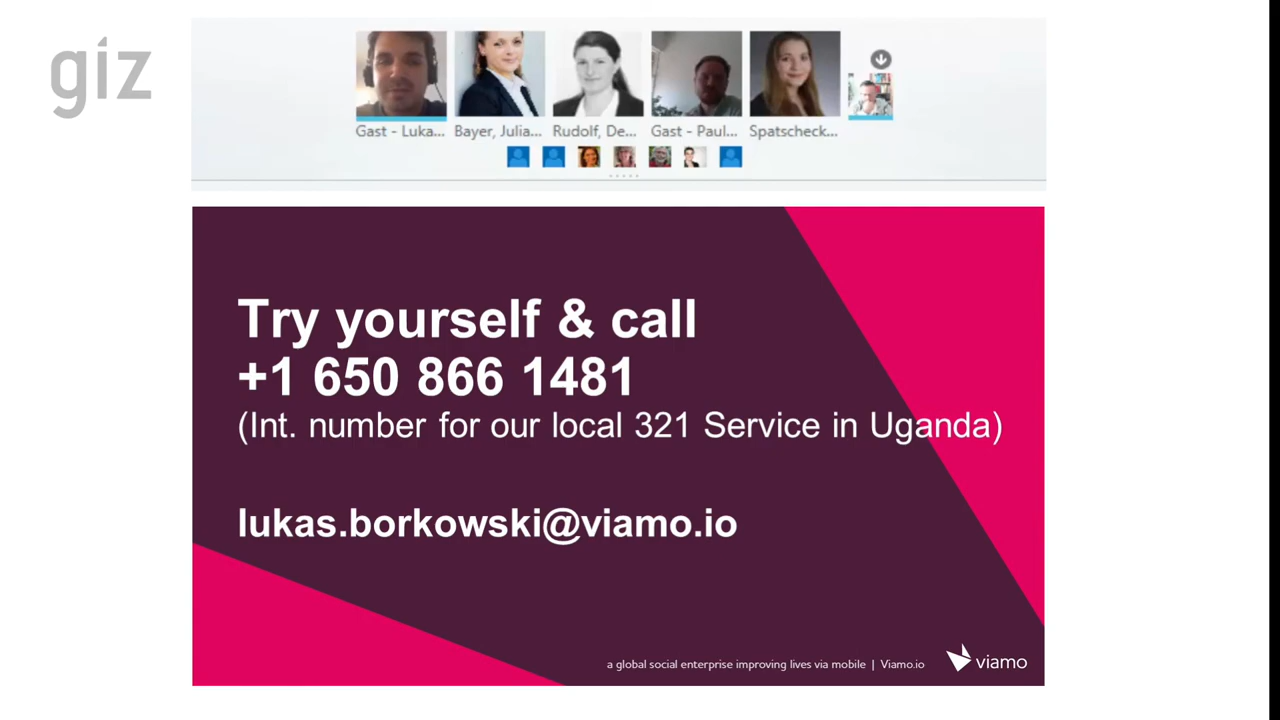 giz
Gast - Luka... Bayer, Julia... Rudolf, De... Gast - Paul... Spatscheck...
Try yourself & call
+1 650 866 1481
(Int. number for our local 321 Service in Uganda)
lukas.borkowski@viamo.io
a global social enterprise improving lives via mobile | Viamo.io
viamo